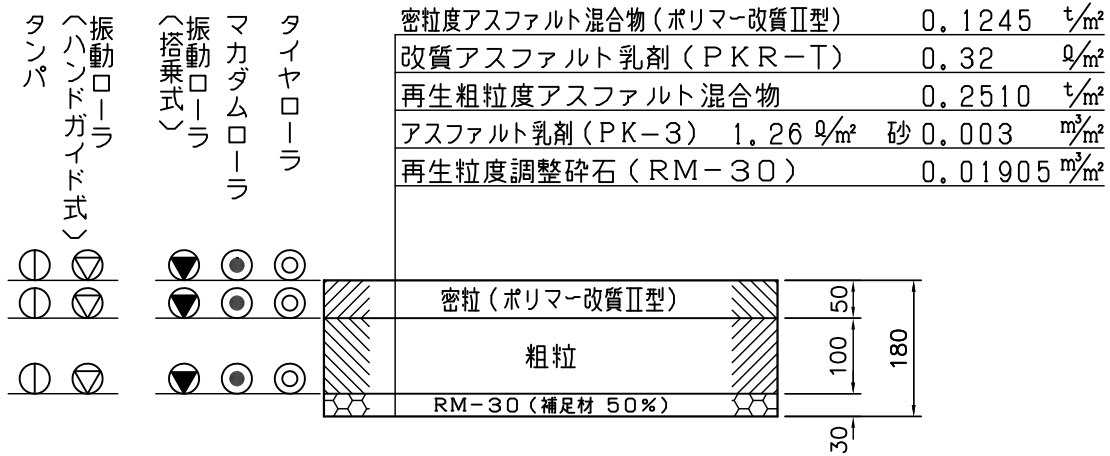 タンパ
振動ローラ
（ハンドガイド式）
振動ローラ
（搭乗式）
マカダムローラ
タイヤローラ
密粒度アスファルト混合物（ポリマー改質Ⅱ型） 0.1245 t/m²
改質アスファルト乳剤（PKR－T） 0.32 ℓ/m²
再生粗粒度アスファルト混合物 0.2510 t/m²
アスファルト乳剤（PK－3） 1.26 ℓ/m² 砂 0.003 m³/m²
再生粒度調整砕石（RM－30） 0.01905 m³/m²
密粒（ポリマー改質Ⅱ型）
粗粒
RM－30（補足材 50%）
50
100
180
30